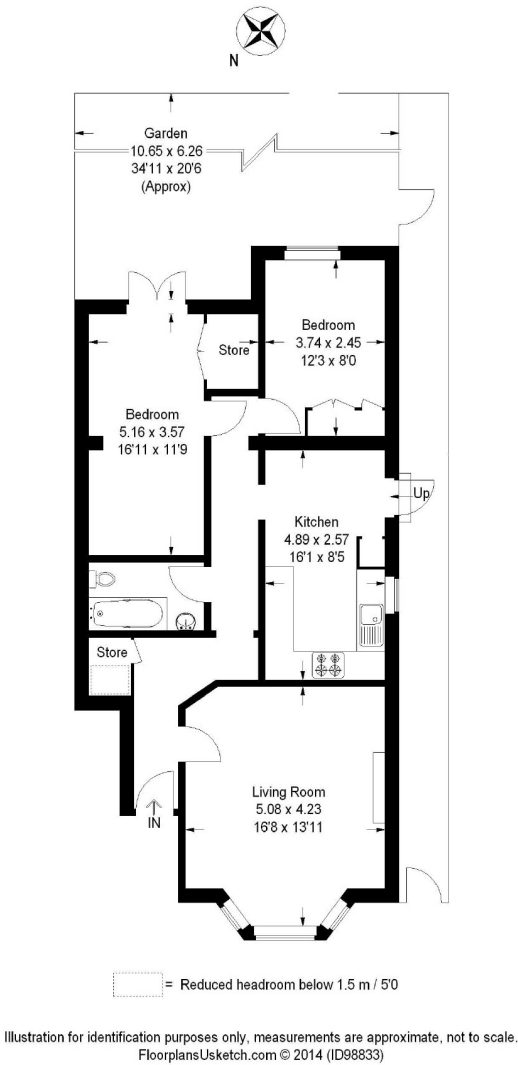 N
Garden
10.65 x 6.26
34'11 x 20'6
(Approx)
Bedroom
3.74 x 2.45
12'3 x 8'0
Store
Bedroom
5.16 x 3.57
16'11 x 11'9
Up
Kitchen
4.89 x 2.57
16'1 x 8'5
Store
Living Room
5.08 x 4.23
16'8 x 13'11
IN
= Reduced headroom below 1.5 m / 5'0
Illustration for identification purposes only, measurements are approximate, not to scale.
FloorplansUsketch.com © 2014 (ID98833)